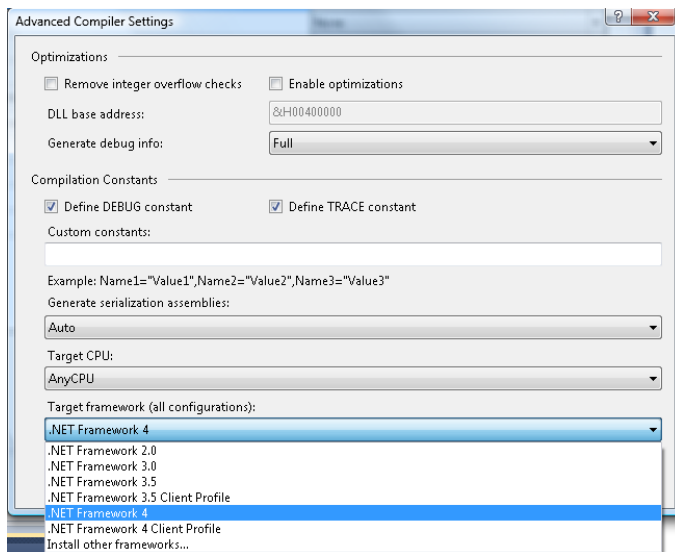 Advanced Compiler Settings
Optimizations
Remove integer overflow checks Enable optimizations
DLL base address: &H00400000
Generate debug info: Full
Compilation Constants
Define DEBUG constant Define TRACE constant
Custom constants:
Example: Name1="Value1",Name2="Value2",Name3="Value3"
Generate serialization assemblies:
Auto
Target CPU:
AnyCPU
Target framework (all configurations):
.NET Framework 4
.NET Framework 2.0
.NET Framework 3.0
.NET Framework 3.5
.NET Framework 3.5 Client Profile
.NET Framework 4
.NET Framework 4 Client Profile
Install other frameworks...